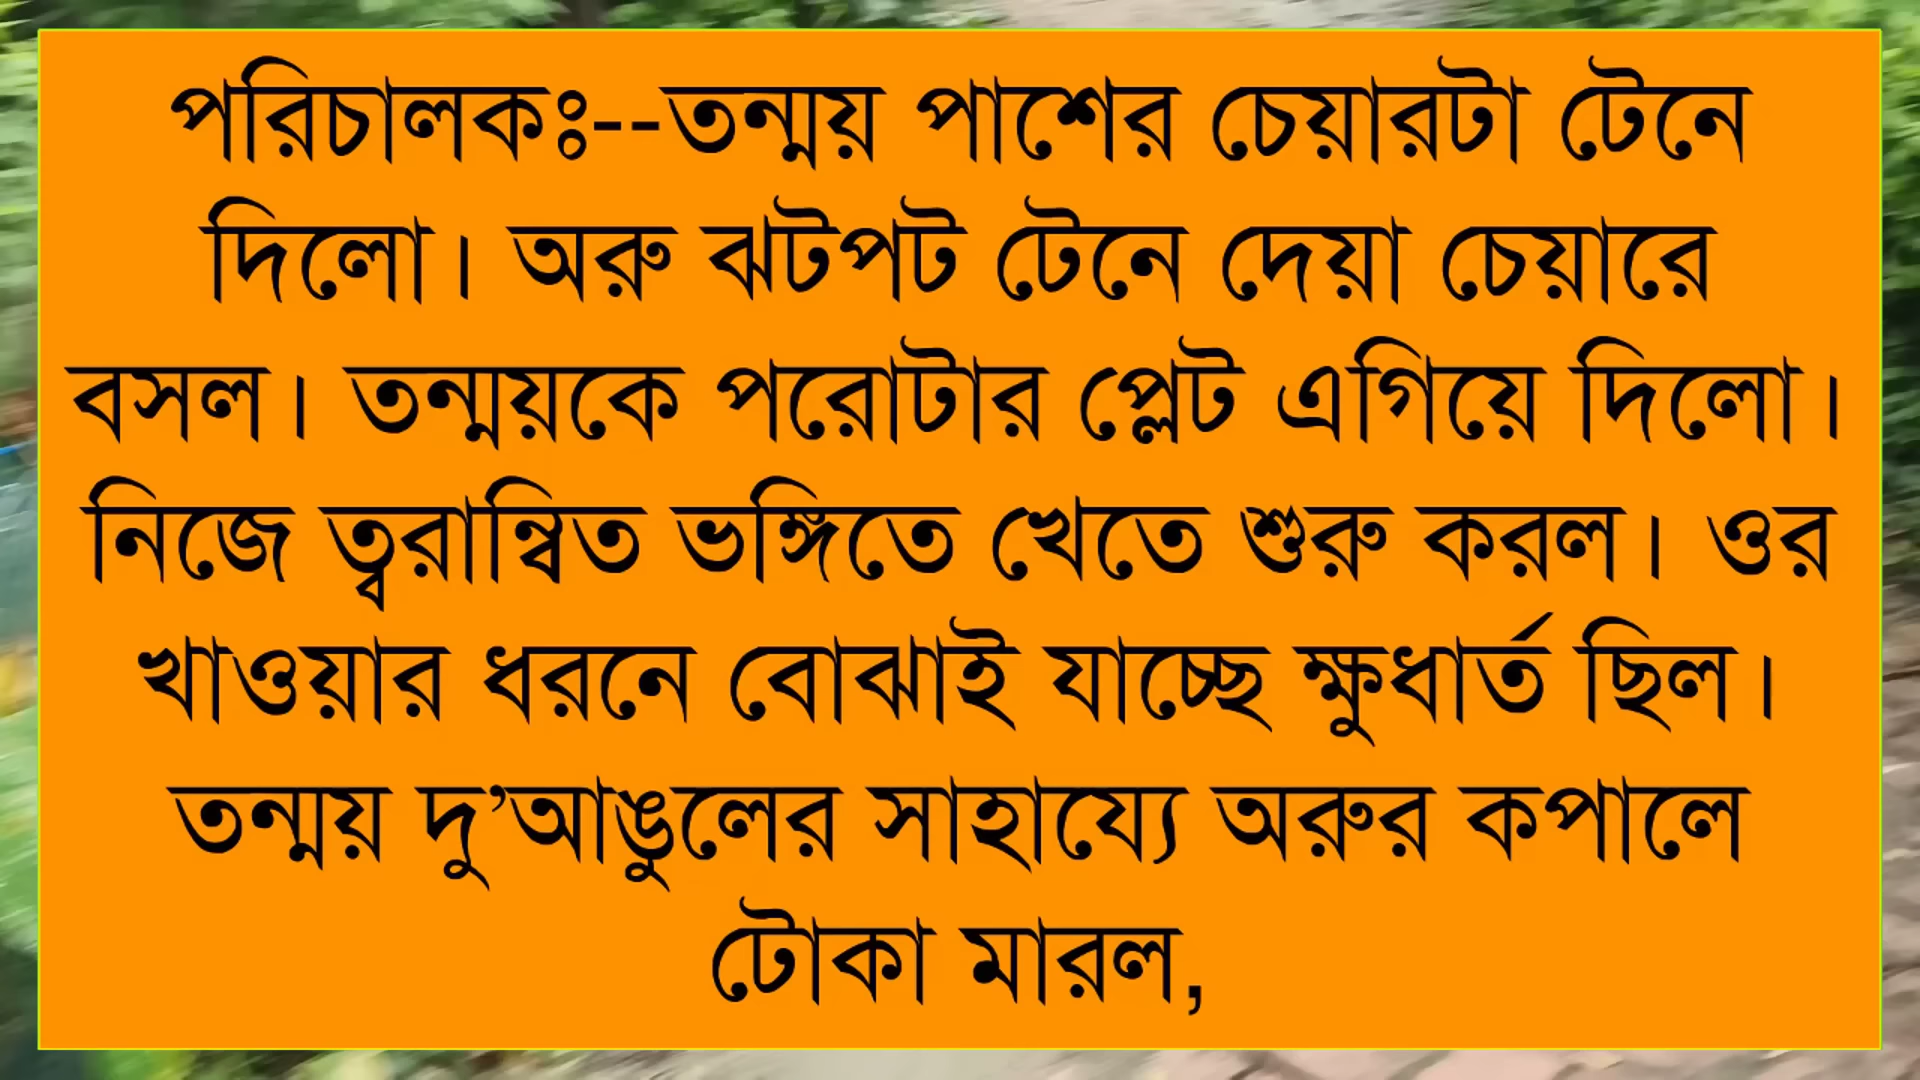 পরিচালকঃ--তন্ময় পাশের চেয়ারটা টেনে
দিলো। অরু ঝটপট টেনে দেয়া চেয়ারে
বসল। তন্ময়কে পরোটার প্লেট এগিয়ে দিলো।
নিজে ত্বরান্বিত ভঙ্গিতে খেতে শুরু করল। ওর
খাওয়ার ধরনে বোঝাই যাচ্ছে ক্ষুধার্ত ছিল।
তন্ময় দু’আঙুলের সাহায্যে অরুর কপালে
টোকা মারল,